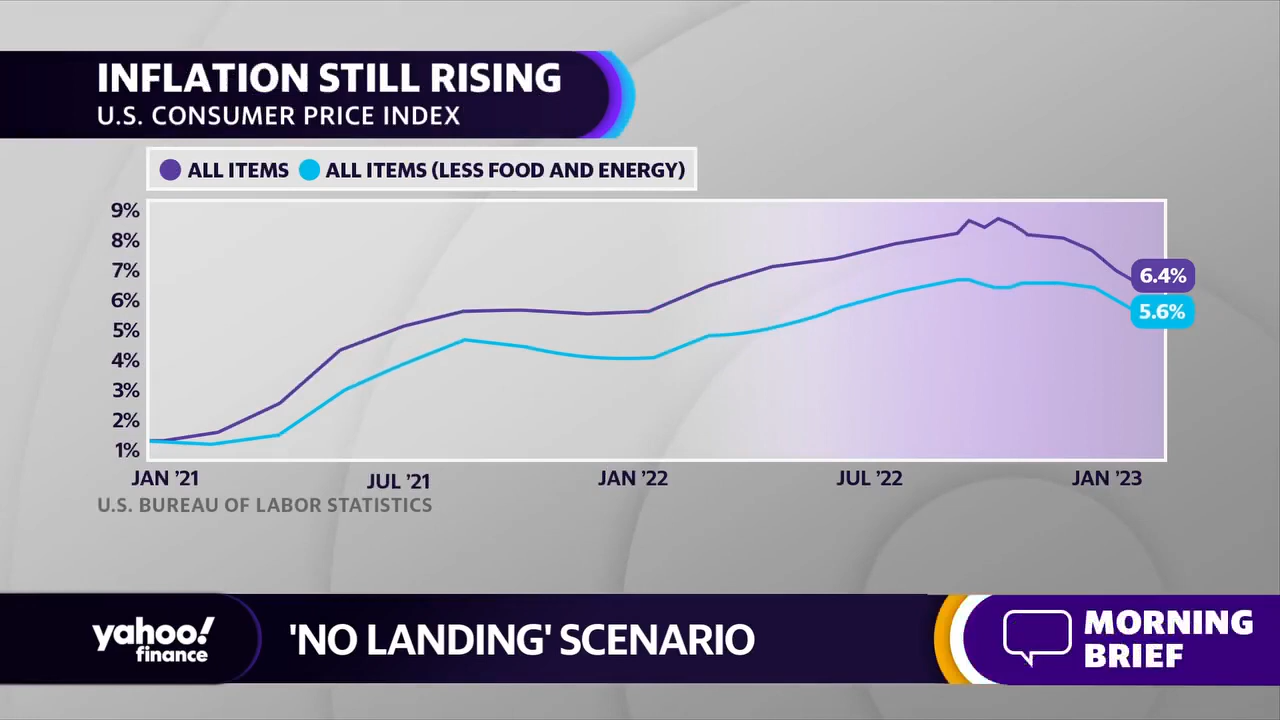 INFLATION STILL RISING
U.S. CONSUMER PRICE INDEX
ALL ITEMS ALL ITEMS (LESS FOOD AND ENERGY)
9%
8%
7%
6%
5%
4%
3%
2%
1%
6.4%
5.6%
JAN ’21 JUL ’21 JAN ’22 JUL ’22 JAN ’23
U.S. BUREAU OF LABOR STATISTICS
yahoo!
finance
'NO LANDING' SCENARIO
MORNING
BRIEF